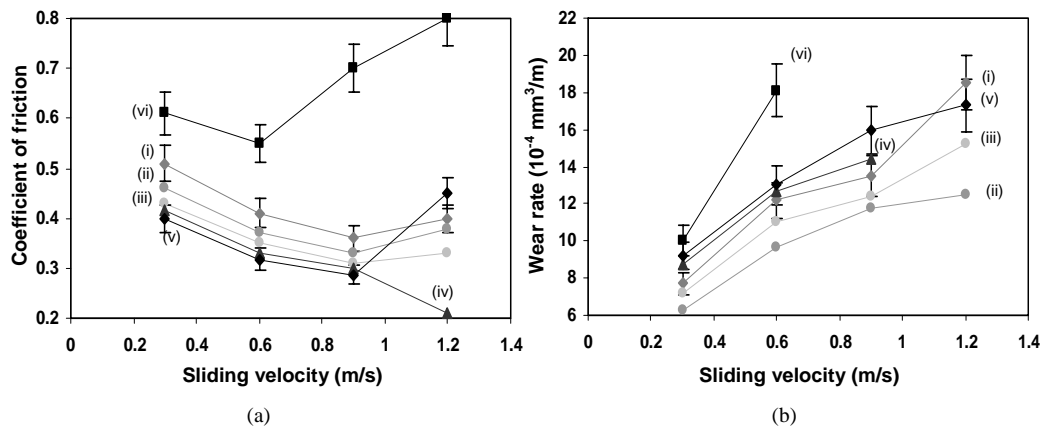 0.8
0.7
0.6
0.5
0.4
0.3
0.2
Coefficient of friction
(vi)
(i)
(ii)
(iii)
(v)
(iv)
0 0.2 0.4 0.6 0.8 1 1.2 1.4
Sliding velocity (m/s)
(a)
22
20
18
16
14
12
10
8
6
Wear rate (10⁻⁴ mm³/m)
(vi)
(i)
(v)
(iii)
(iv)
(ii)
0 0.2 0.4 0.6 0.8 1 1.2 1.4
Sliding velocity (m/s)
(b)